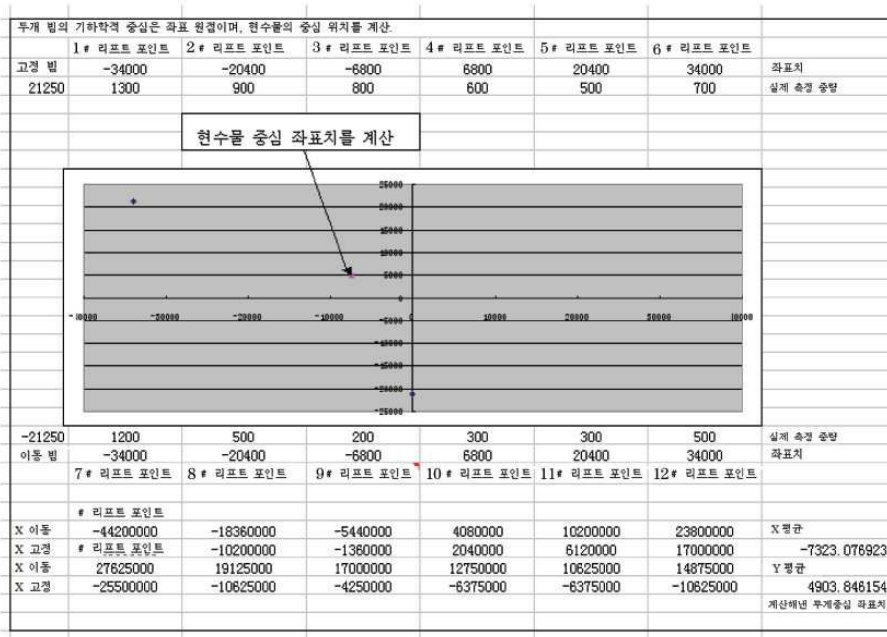 두개 빔의 기하학적 중심은 좌표 원점이며, 현수물의 중심 위치를 계산.
1# 리프트 포인트 2# 리프트 포인트 3# 리프트 포인트 4# 리프트 포인트 5# 리프트 포인트 6# 리프트 포인트
고정 빔 -34000 -20400 -6800 6800 20400 34000 좌표치
21250 1300 900 800 600 500 700 실제 측정 중량
현수물 중심 좌표치를 계산
25000
5000
0
-30000 -20000 -10000 0 10000 20000
-5000
-25000
-21250 1200 500 200 300 300 500 실제 측정 중량
이동 빔 -34000 -20400 -6800 6800 20400 34000 좌표치
7# 리프트 포인트 8# 리프트 포인트 9# 리프트 포인트 10# 리프트 포인트 11# 리프트 포인트 12# 리프트 포인트
# 리프트 포인트
X 이동 -44200000 -18360000 -5440000 4080000 10200000 23800000 X평균
X 고정 # 리프트 포인트 -10200000 -1360000 2040000 6120000 17000000 -7323.076923
X 이동 27625000 19125000 17000000 12750000 10625000 14875000 Y평균
X 고정 -25500000 -10625000 -4250000 -6375000 -6375000 -10625000 4903.846154
계산해낸 무게중심 좌표치